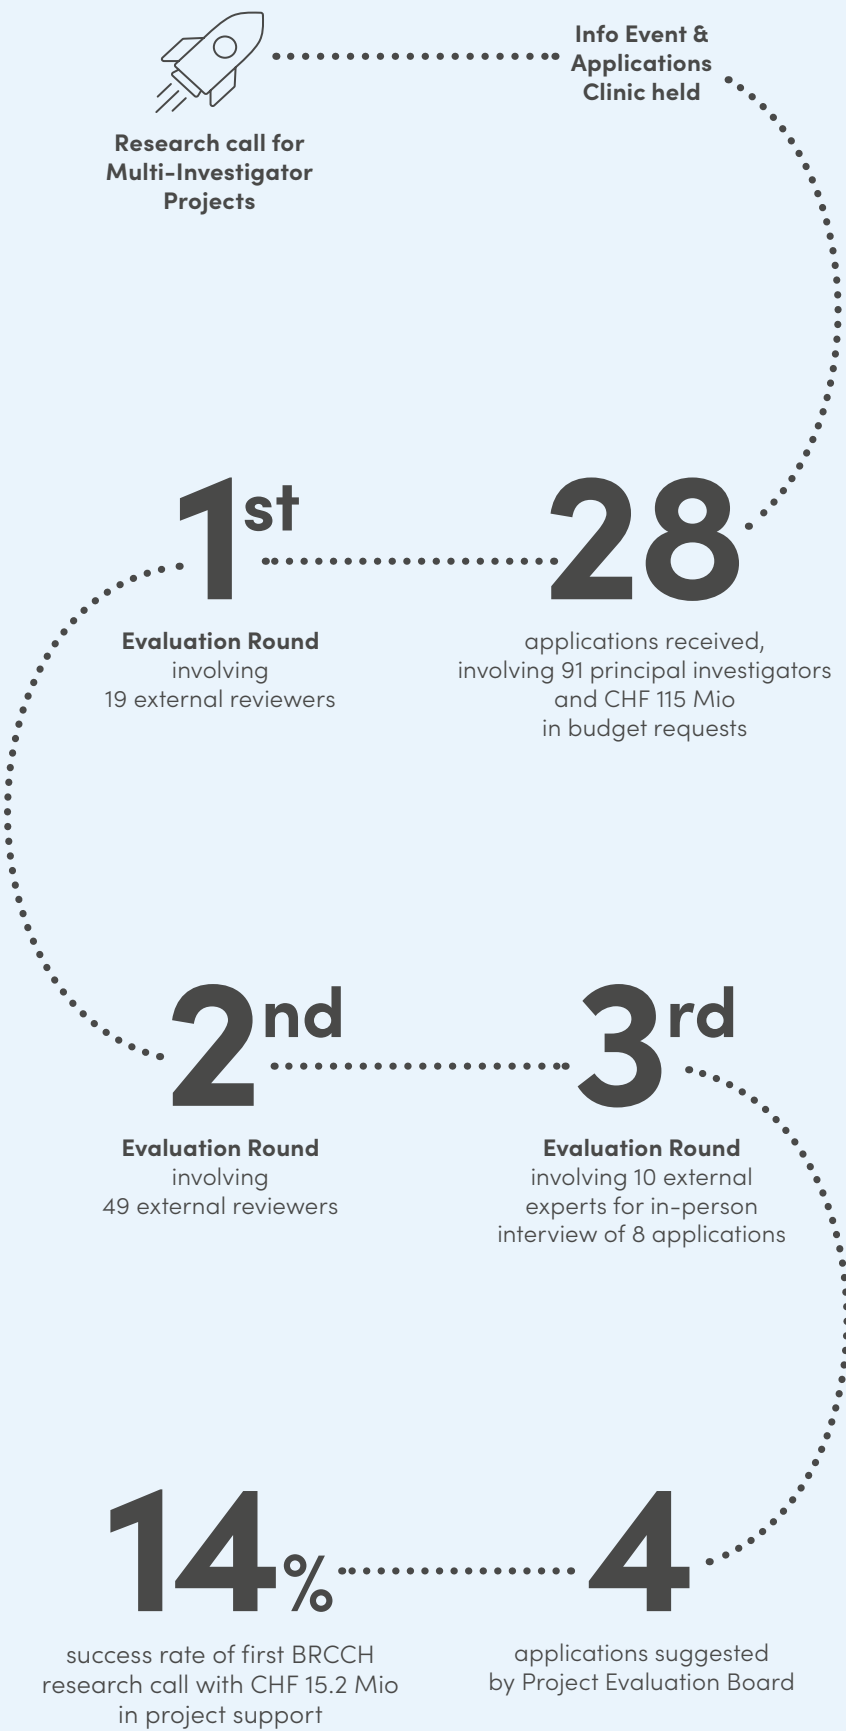 Research call for
Multi-Investigator
Projects
Info Event &
Applications
Clinic held
28
applications received,
involving 91 principal investigators
and CHF 115 Mio
in budget requests
1st
Evaluation Round
involving
19 external reviewers
2nd
Evaluation Round
involving
49 external reviewers
3rd
Evaluation Round
involving 10 external
experts for in-person
interview of 8 applications
4
applications suggested
by Project Evaluation Board
14%
success rate of first BRCCH
research call with CHF 15.2 Mio
in project support